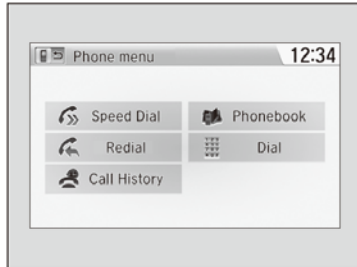 Phone menu 12:34
Speed Dial Phonebook
Redial Dial
Call History